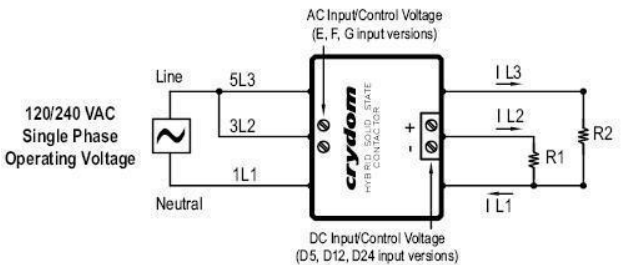 AC Input/Control Voltage
(E, F, G input versions)
Line
5L3
I L3
120/240 VAC
Single Phase
Operating Voltage
3L2
crydom
HYBRID SOLID STATE
CONTACTOR
+
-
I L2
R1
R2
1L1
Neutral
I L1
DC Input/Control Voltage
(D5, D12, D24 input versions)